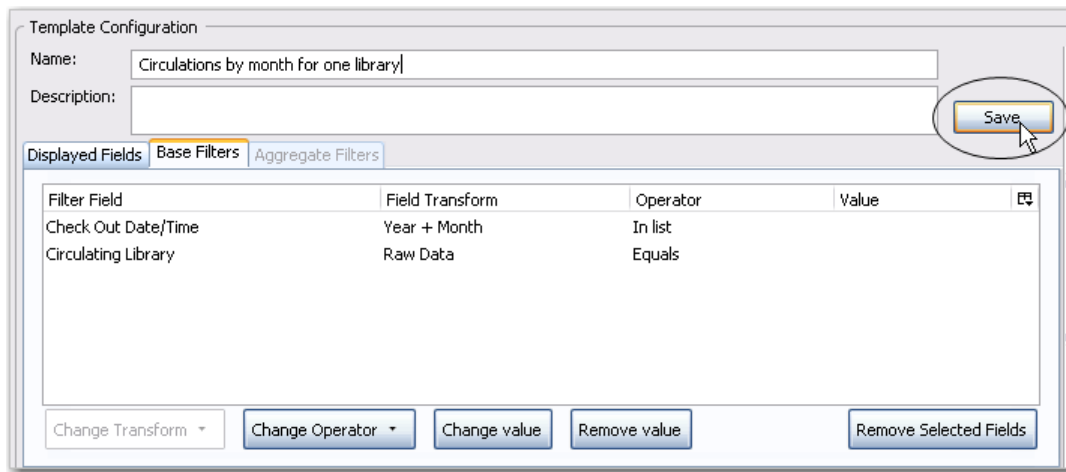 Template Configuration
Name: Circulations by month for one library
Description:
Save
Displayed Fields Base Filters Aggregate Filters
Filter Field Field Transform Operator Value
Check Out Date/Time Year + Month In list
Circulating Library Raw Data Equals
Change Transform Change Operator Change value Remove value Remove Selected Fields